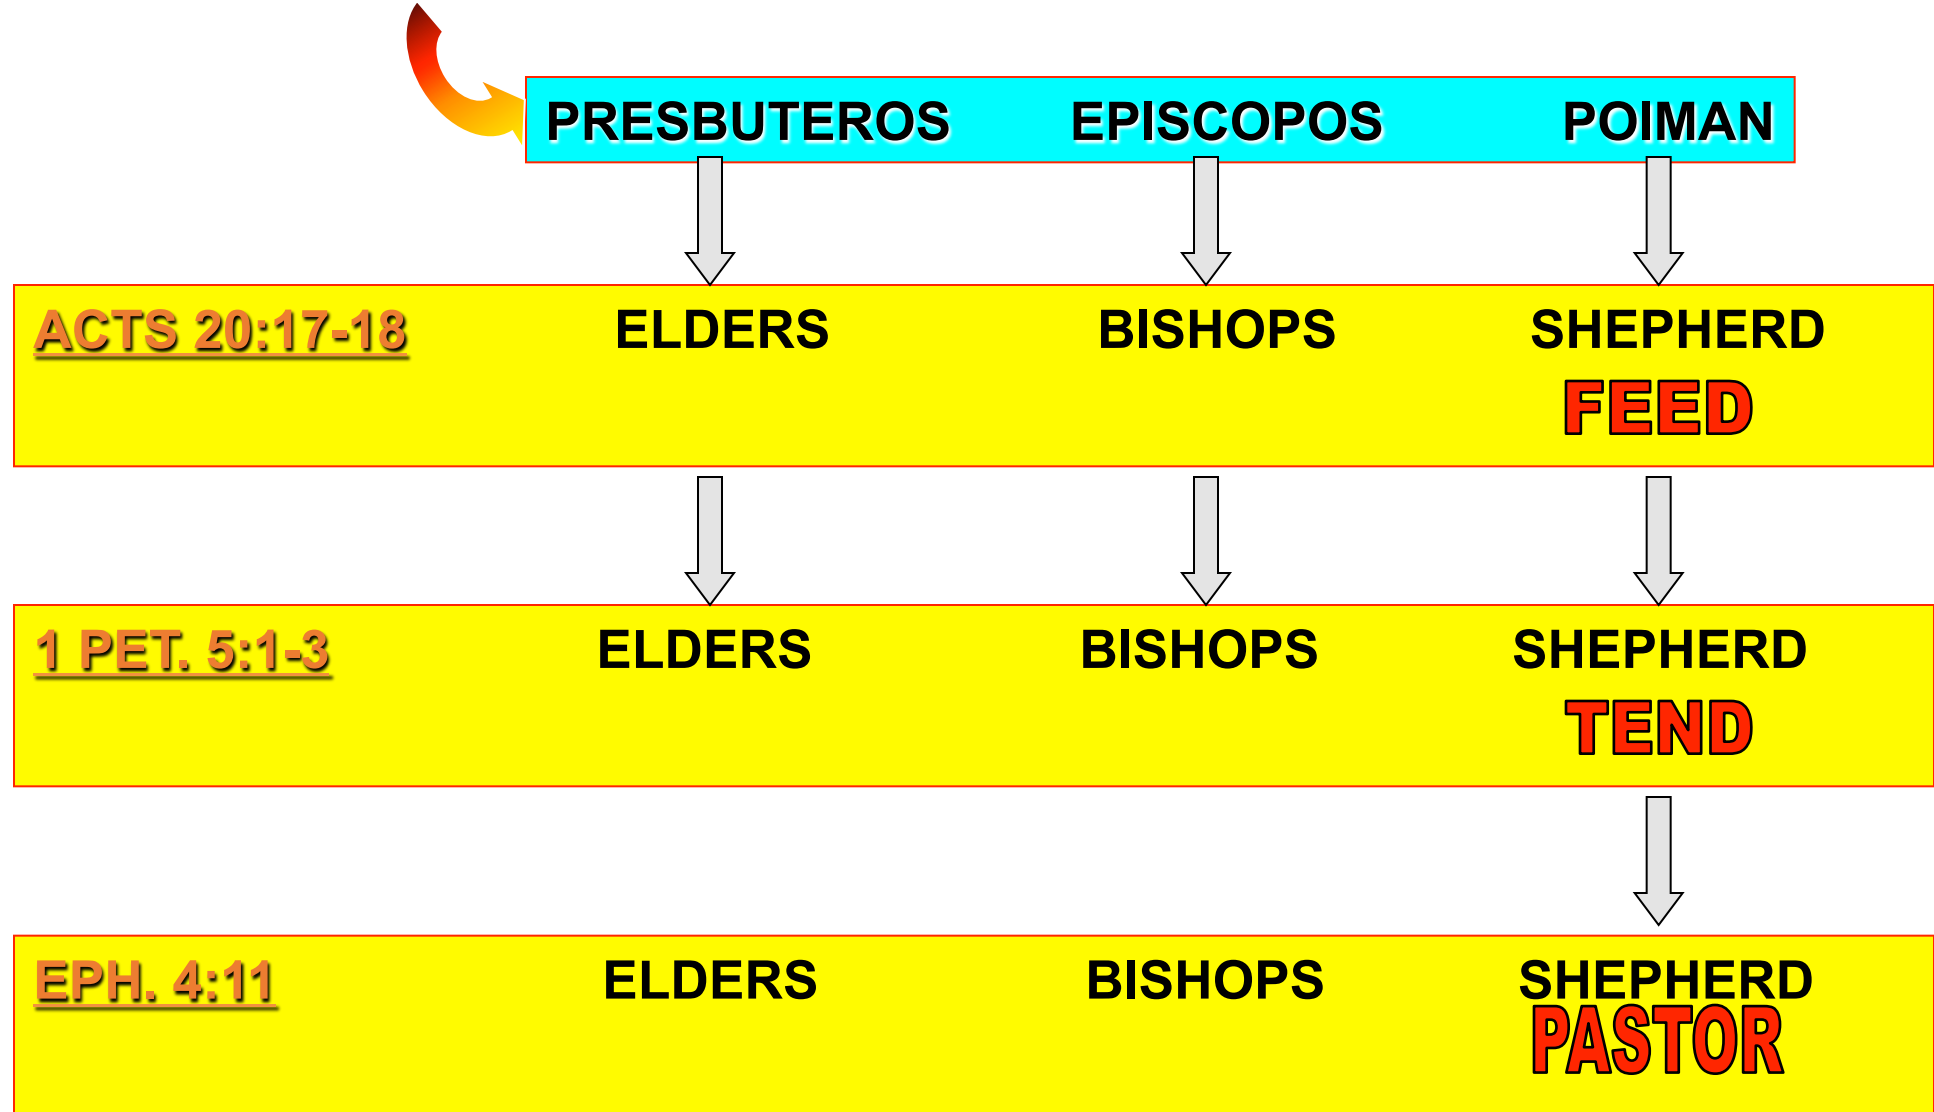 PRESBUTEROS EPISCOPOS POIMAN
ACTS 20:17-18 ELDERS BISHOPS SHEPHERD
FEED
1 PET. 5:1-3 ELDERS BISHOPS SHEPHERD
TEND
EPH. 4:11 ELDERS BISHOPS SHEPHERD
PASTOR